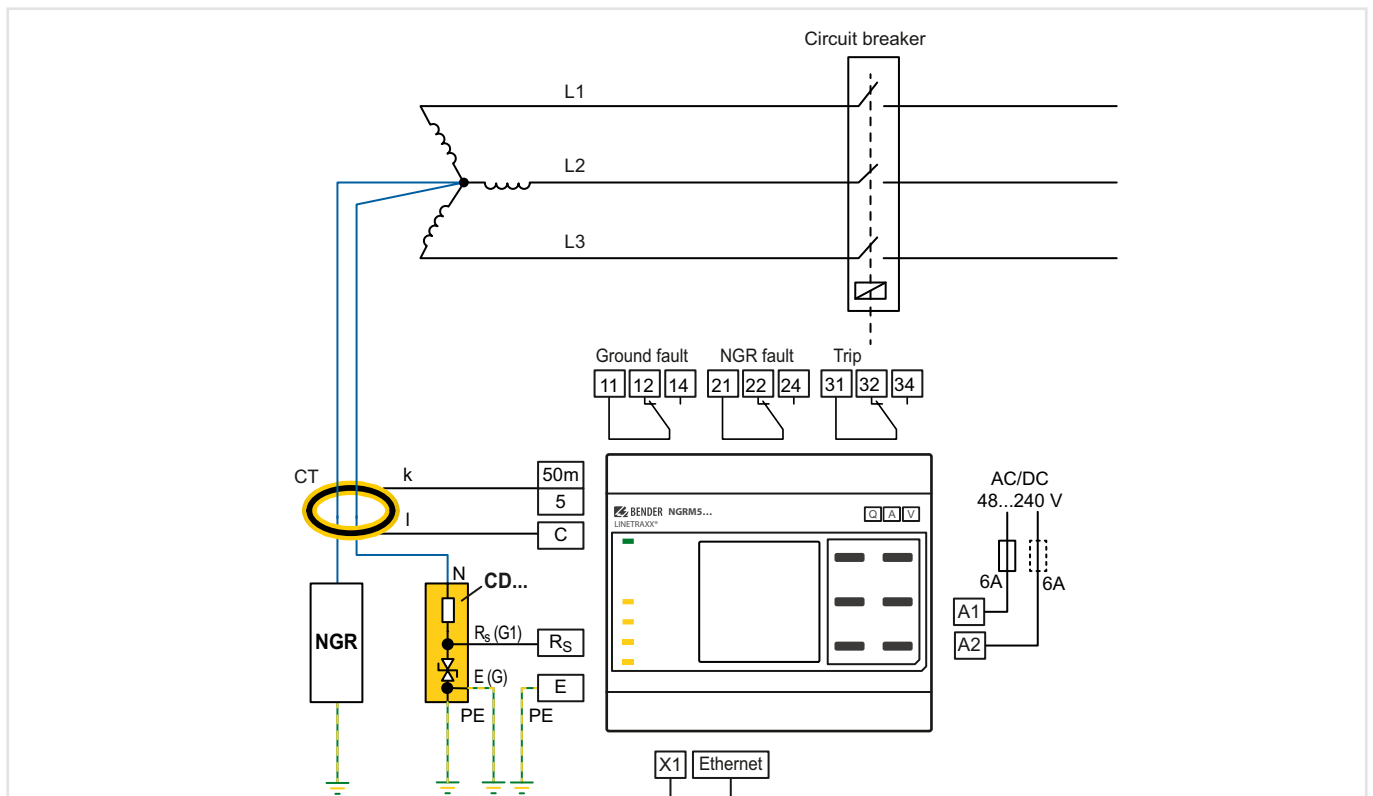 Circuit breaker
L1
L2
L3
Ground fault
NGR fault
Trip
11 12 14
21 22 24
31 32 34
CT
k
50m
5
l
C
BENDER NGRM5...
LINETRAXX®
Q A V
AC/DC
48...240 V
6A
6A
A1
A2
N
CD...
NGR
RS (G1)
RS
E (G)
E
PE
PE
X1
Ethernet